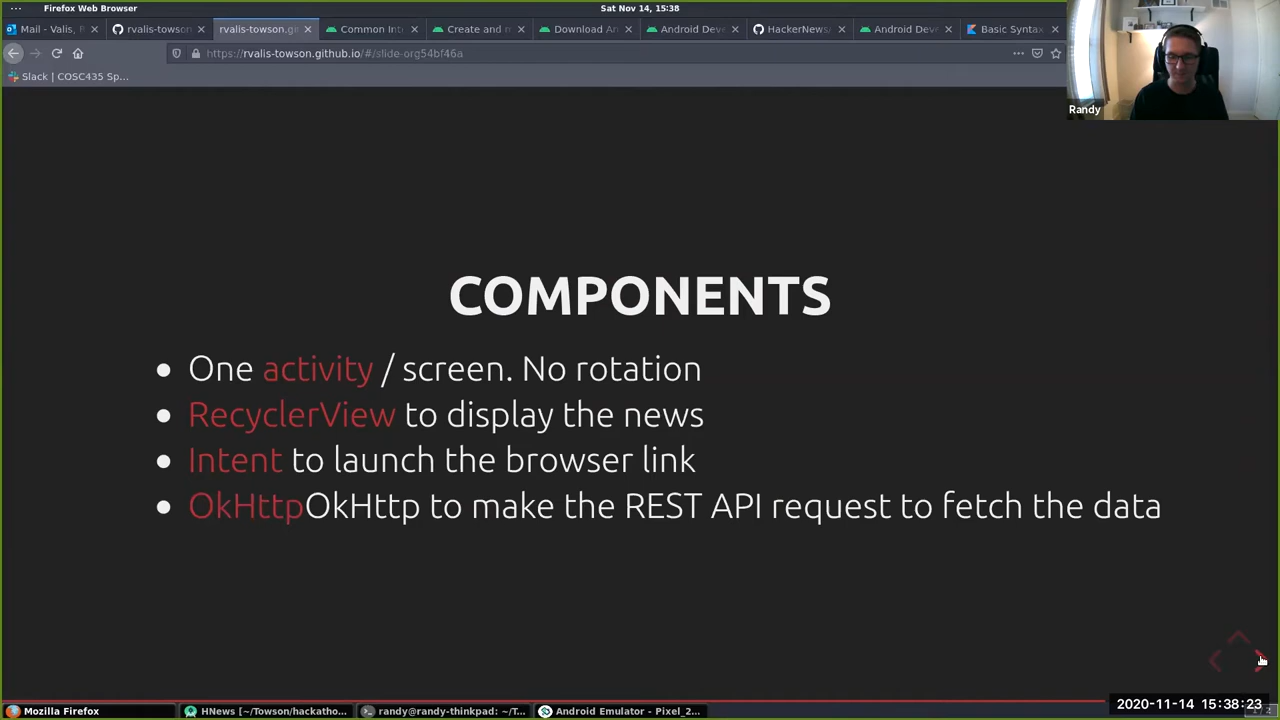 Firefox Web Browser
Sat Nov 14, 15:38
Mail - Valis, R
rvalis-towson
rvalis-towson.gi
Common Int
Create and r
Download An
Android Dev
HackerNews/
Android Dev
Basic Syntax
https://rvalis-towson.github.io/#/slide-org54bf46a
Slack | COSC435 Sp...
Randy
COMPONENTS
One activity / screen. No rotation
RecyclerView to display the news
Intent to launch the browser link
OkHttpOkHttp to make the REST API request to fetch the data
Mozilla Firefox
HNews [~/Towson/hackatho...
randy@randy-thinkpad: ~/T...
Android Emulator - Pixel_2...
2020-11-14 15:38:23